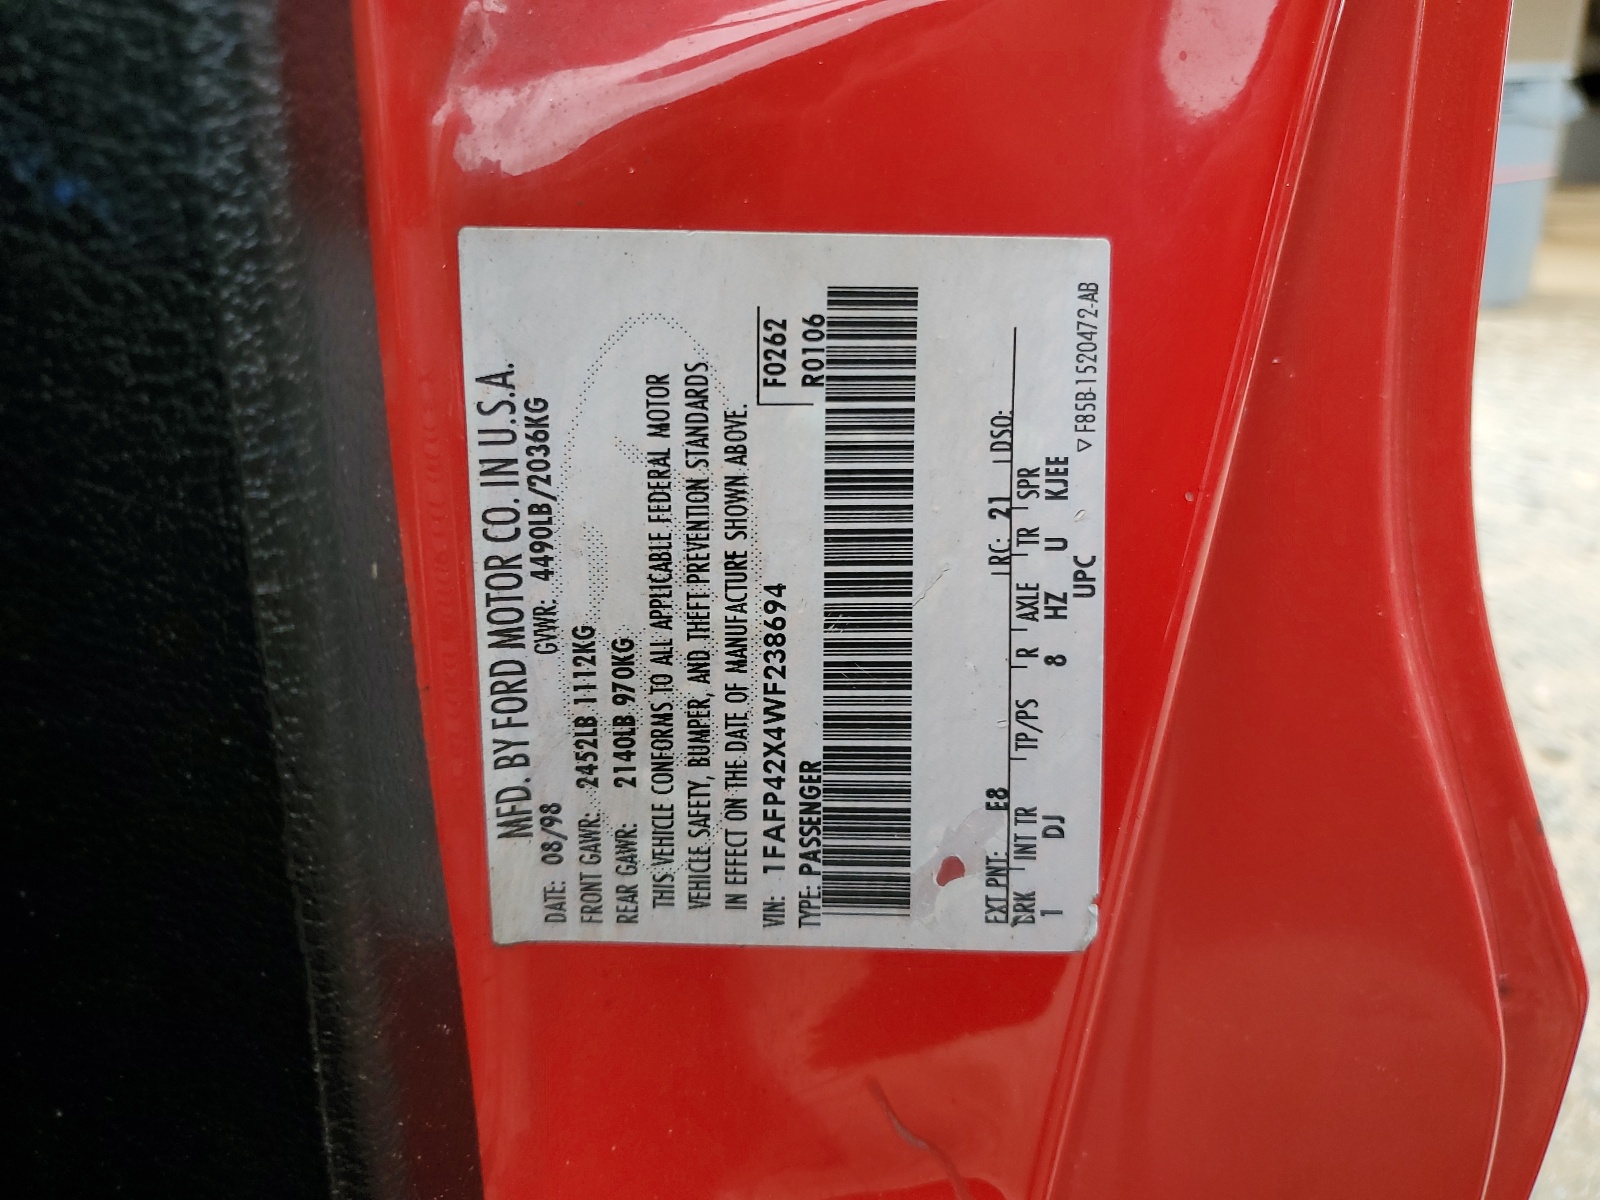 MFD. BY FORD MOTOR CO. IN U.S.A.
DATE: 08/98 GVWR: 4490LB/2036KG
FRONT GAWR: 2452LB 1112KG
REAR GAWR: 2140LB 970KG
THIS VEHICLE CONFORMS TO ALL APPLICABLE FEDERAL MOTOR
VEHICLE SAFETY, BUMPER, AND THEFT PREVENTION STANDARDS
IN EFFECT ON THE DATE OF MANUFACTURE SHOWN ABOVE.
VIN: 1FAFP42X4WF238694 F0262
TYPE: PASSENGER R0106
EXT PNT: E8 RC: 21 DSO:
BRK INT TR TP/PS R AXLE TR SPR
1 DJ 8 HZ U KJEE
UPC ▽ F85B-1520472-AB